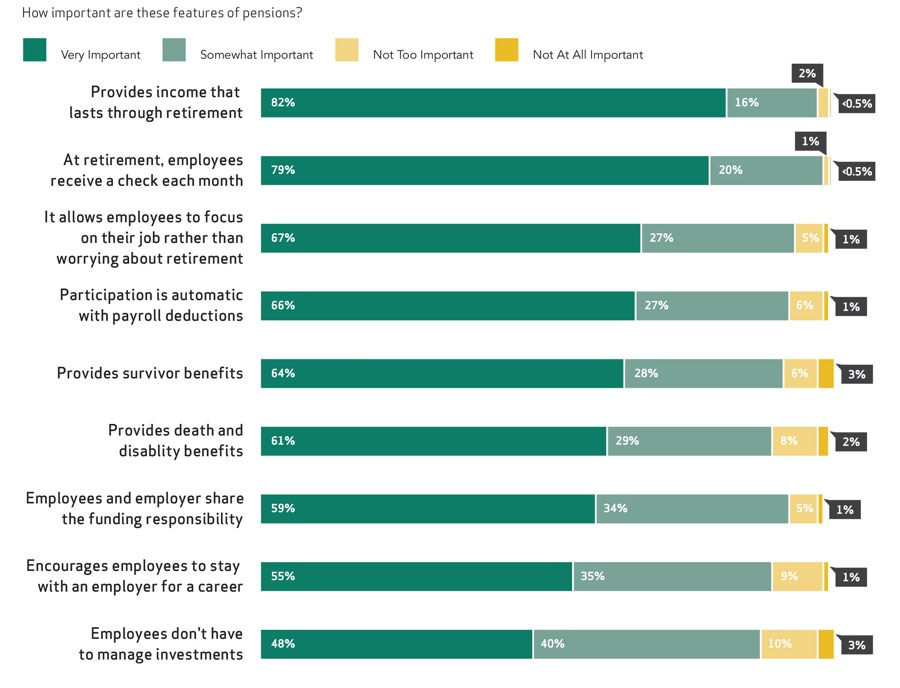 How important are these features of pensions?
Very Important Somewhat Important Not Too Important Not At All Important
2%
Provides income that
lasts through retirement
82% 16% <0.5%
1%
At retirement, employees
receive a check each month
79% 20% <0.5%
It allows employees to focus
on their job rather than
worrying about retirement
67% 27% 5% 1%
Participation is automatic
with payroll deductions
66% 27% 6% 1%
Provides survivor benefits
64% 28% 6% 3%
Provides death and
disablity benefits
61% 29% 8% 2%
Employees and employer share
the funding responsibility
59% 34% 5% 1%
Encourages employees to stay
with an employer for a career
55% 35% 9% 1%
Employees don't have
to manage investments
48% 40% 10% 3%